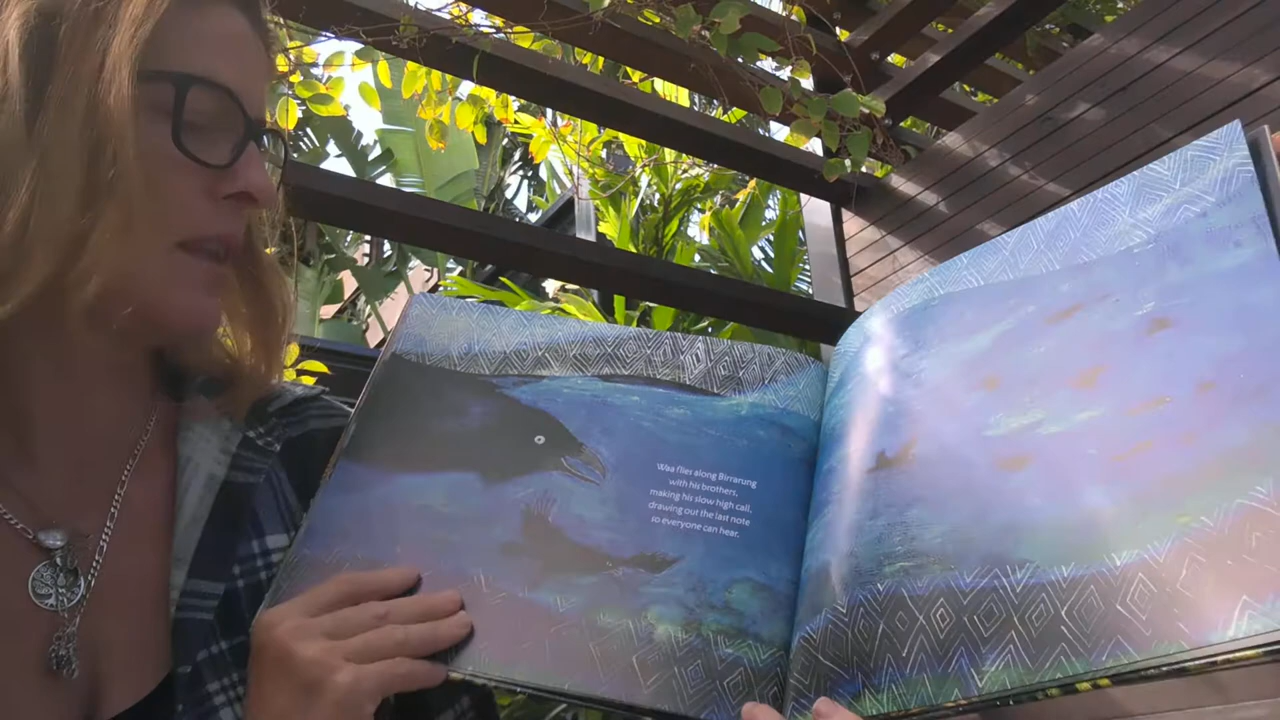 Waa flies along Birrarung
with his brothers,
making his slow high call,
drawing out the last note
so everyone can hear.